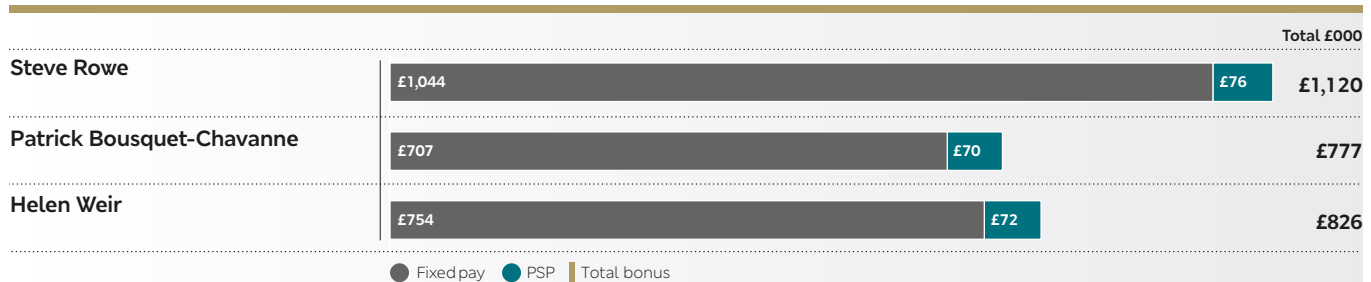 Total £000
Steve Rowe £1,044 £76 £1,120
Patrick Bousquet-Chavanne £707 £70 £777
Helen Weir £754 £72 £826
Fixed pay PSP Total bonus